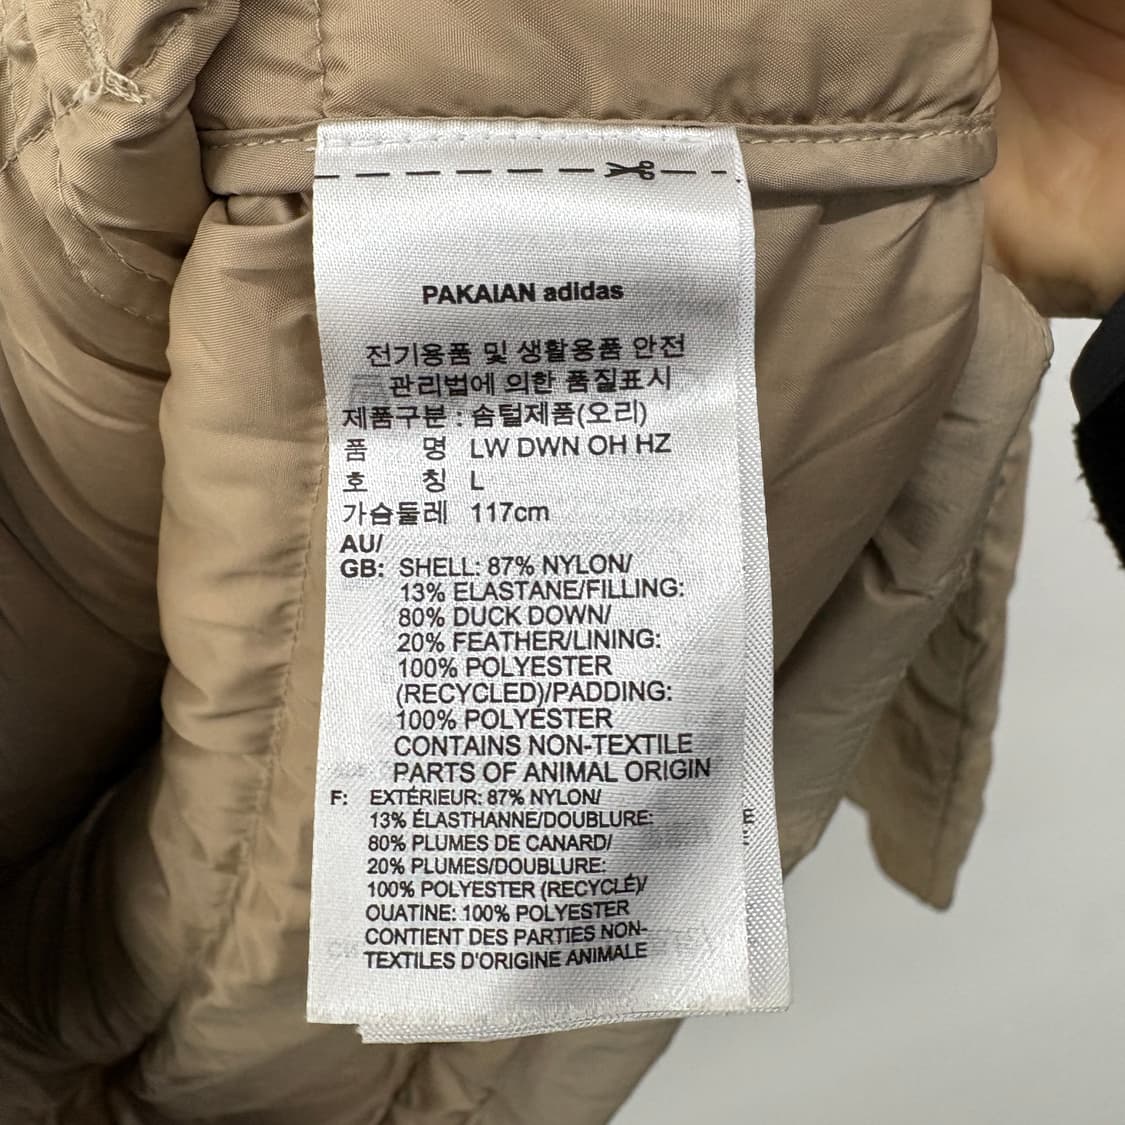 PAKAIAN adidas
전기용품 및 생활용품 안전
관리법에 의한 품질표시
제품구분 : 솜털제품(오리)
품 명 LW DWN OH HZ
호 칭 L
가슴둘레 117cm
AU/
GB: SHELL: 87% NYLON/
13% ELASTANE/FILLING:
80% DUCK DOWN/
20% FEATHER/LINING:
100% POLYESTER
(RECYCLED)/PADDING:
100% POLYESTER
CONTAINS NON-TEXTILE
PARTS OF ANIMAL ORIGIN
F: EXTÉRIEUR: 87% NYLON/
13% ÉLASTHANNE/DOUBLURE:
80% PLUMES DE CANARD/
20% PLUMES/DOUBLURE:
100% POLYESTER (RECYCLÉ)/
OUATINE: 100% POLYESTER
CONTIENT DES PARTIES NON-
TEXTILES D'ORIGINE ANIMALE